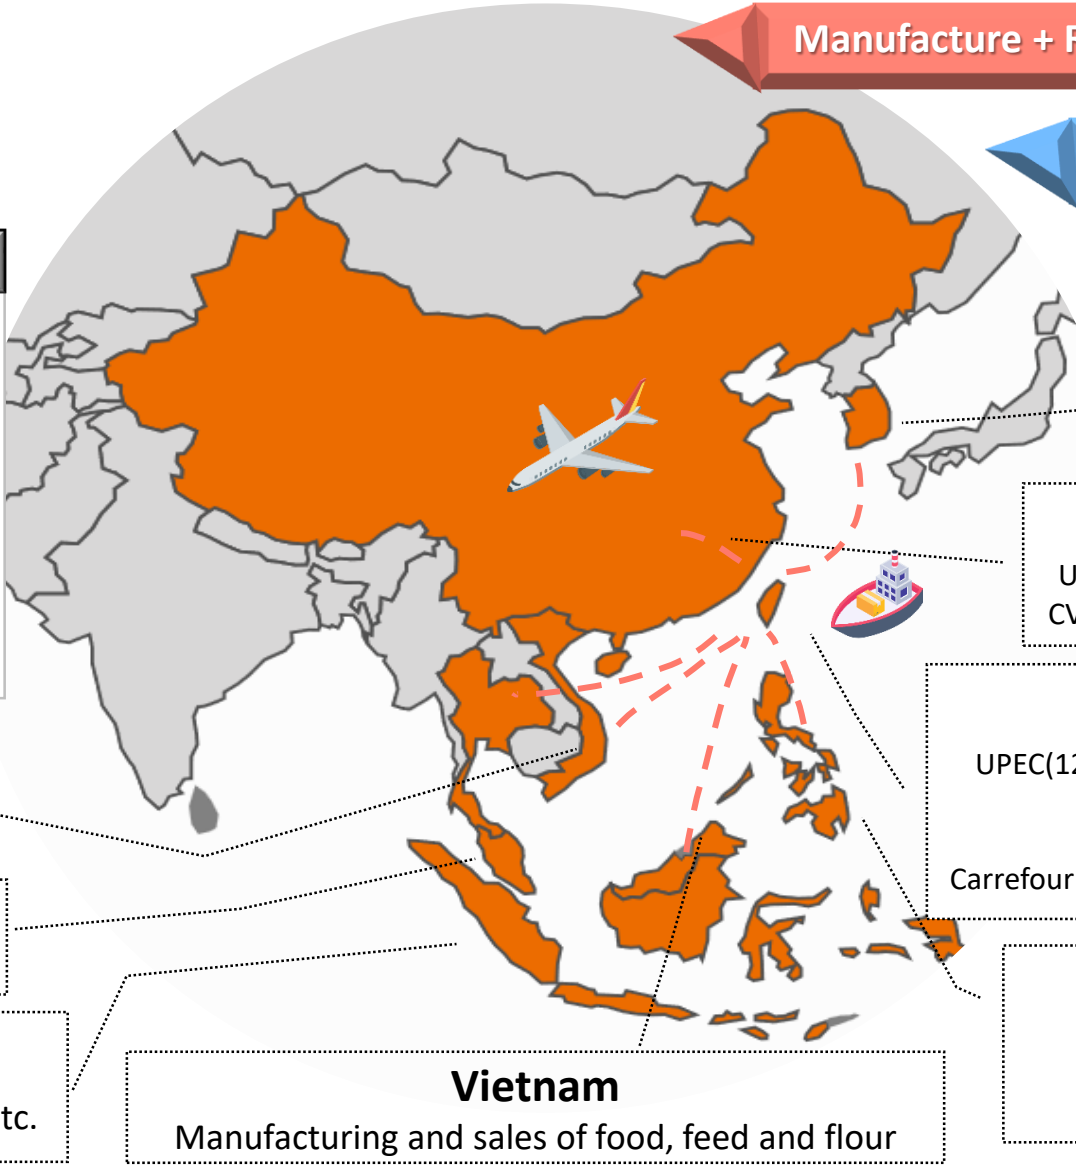 Manufacture +
CV
UPEC(12
Carrefour
tc.
Vietnam
Manufacturing and sales of food, feed and flour